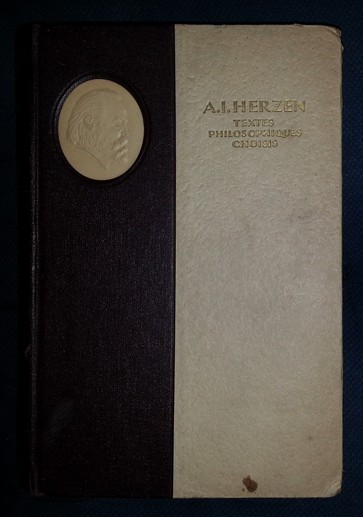 A.I. HERZEN
TEXTES
PHILOSOPHIQUES
CHOISIS